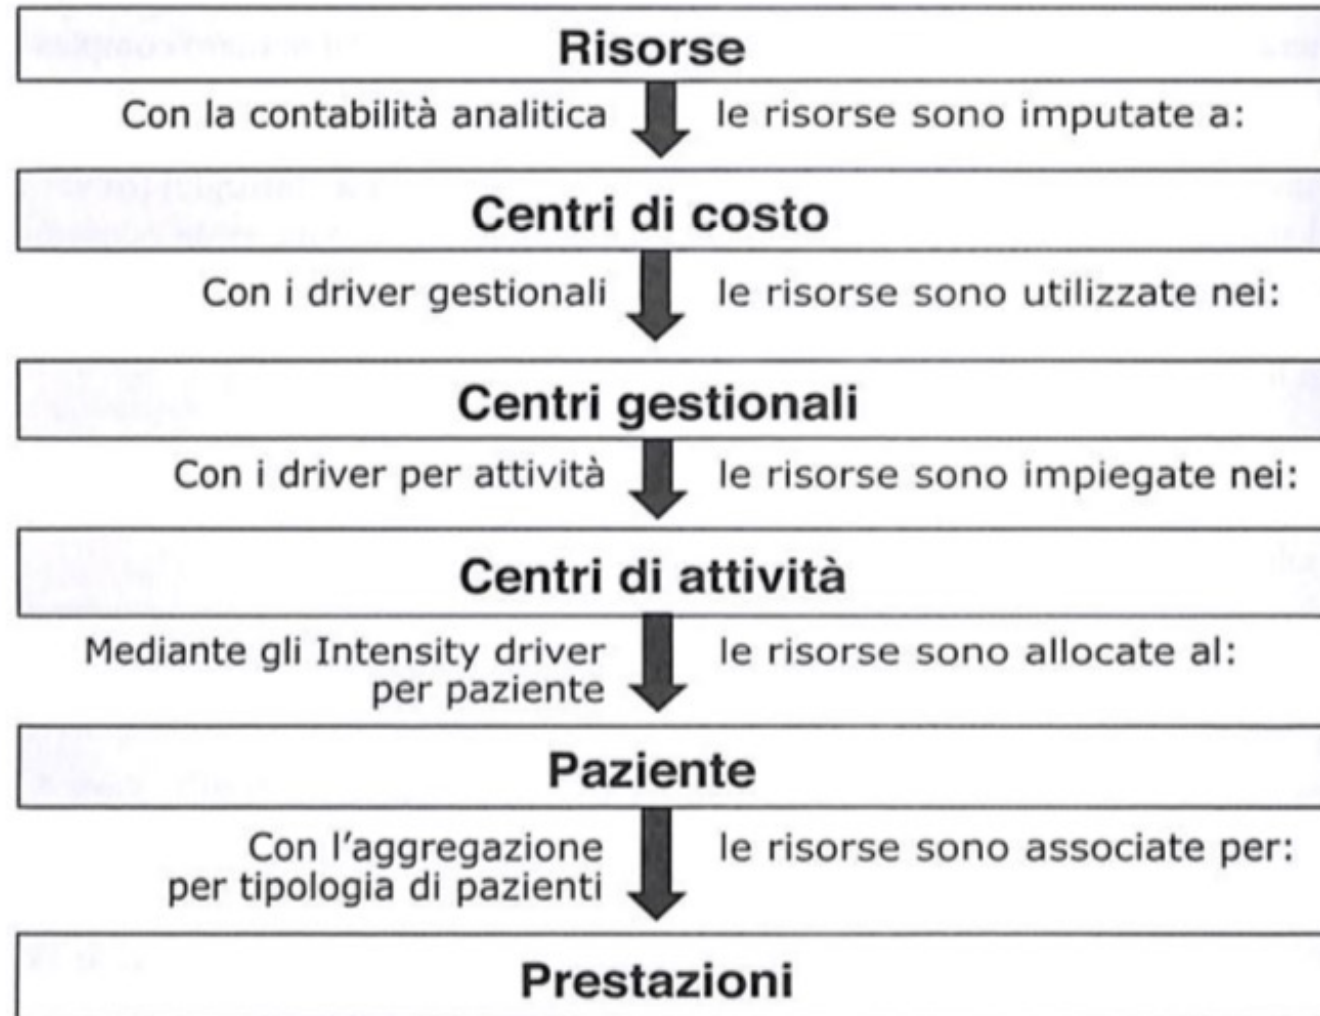 Risorse
Con la contabilità analitica le risorse sono imputate a:
Centri di costo
Con i driver gestionali le risorse sono utilizzate nei:
Centri gestionali
Con i driver per attività le risorse sono impiegate nei:
Centri di attività
Mediante gli Intensity driver le risorse sono allocate al:
per paziente
Paziente
Con l'aggregazione le risorse sono associate per:
per tipologia di pazienti
Prestazioni